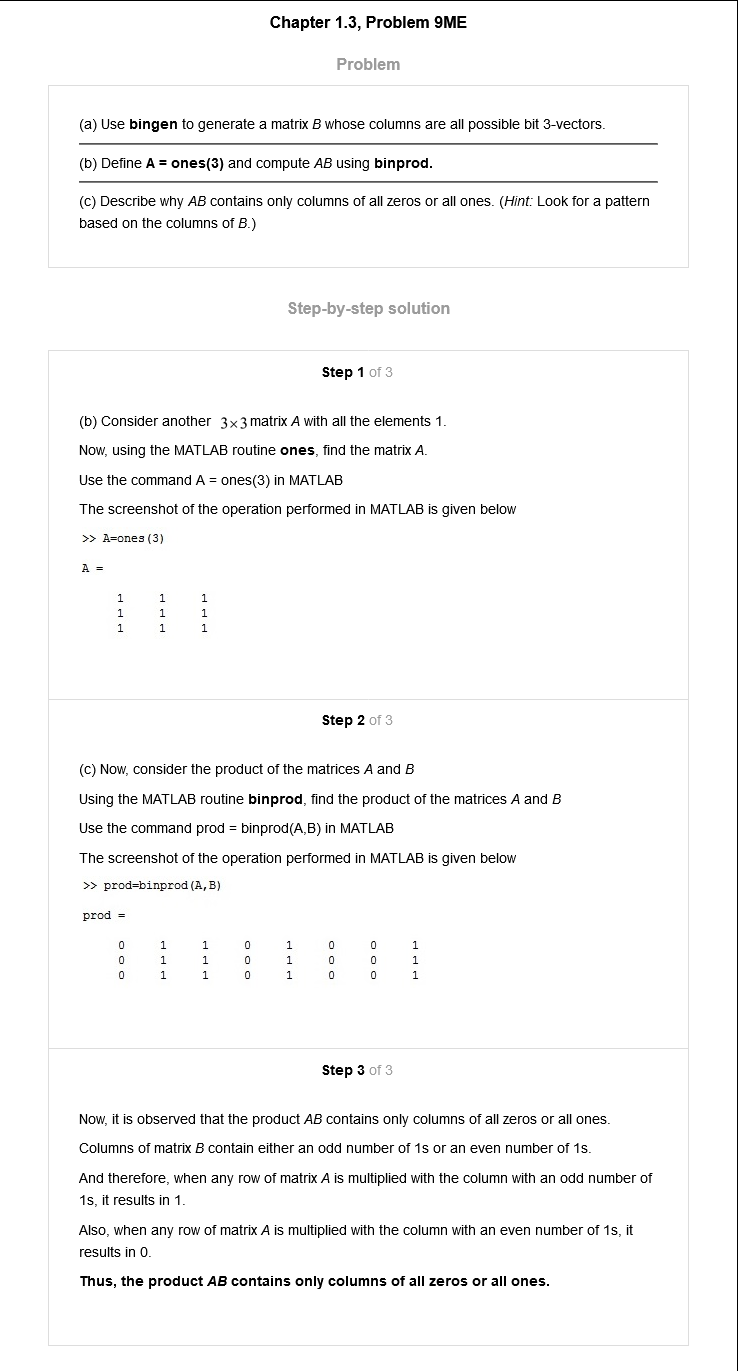 Chapter 1.3, Problem 9ME
Problem
(a) Use bingen to generate a matrix B whose columns are all possible bit 3-vectors.
(b) Define A = ones(3) and compute AB using binprod.
(c) Describe why AB contains only columns of all zeros or all ones. (Hint: Look for a pattern
based on the columns of B.)
Step-by-step solution
Step 1 of 3
(b) Consider another 3×3 matrix A with all the elements 1.
Now, using the MATLAB routine ones, find the matrix A.
Use the command A = ones(3) in MATLAB
The screenshot of the operation performed in MATLAB is given below
>> A=ones(3)
A =
1 1 1
1 1 1
1 1 1
Step 2 of 3
(c) Now, consider the product of the matrices A and B
Using the MATLAB routine binprod, find the product of the matrices A and B
Use the command prod = binprod(A,B) in MATLAB
The screenshot of the operation performed in MATLAB is given below
>> prod=binprod(A,B)
prod =
0 1 1 0 1 0 0 1
0 1 1 0 1 0 0 1
0 1 1 0 1 0 0 1
Step 3 of 3
Now, it is observed that the product AB contains only columns of all zeros or all ones.
Columns of matrix B contain either an odd number of 1s or an even number of 1s.
And therefore, when any row of matrix A is multiplied with the column with an odd number of
1s, it results in 1.
Also, when any row of matrix A is multiplied with the column with an even number of 1s, it
results in 0.
Thus, the product AB contains only columns of all zeros or all ones.